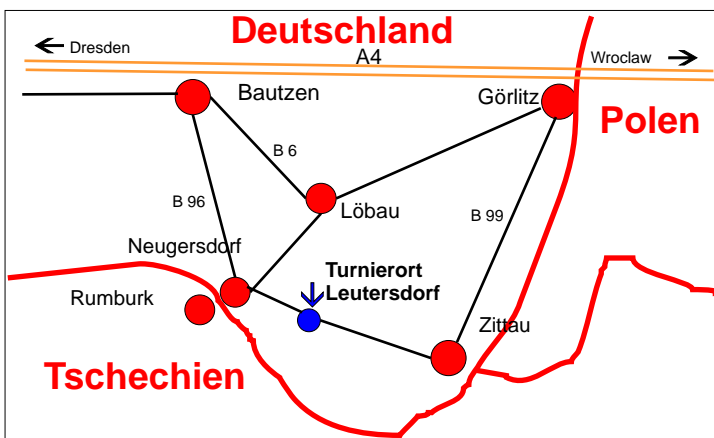 Deutschland
Dresden
A4
Wroclaw
Bautzen
Görlitz
Polen
B 6
B 96
Löbau
B 99
Neugersdorf
Turnierort
Leutersdorf
Rumburk
Zittau
Tschechien